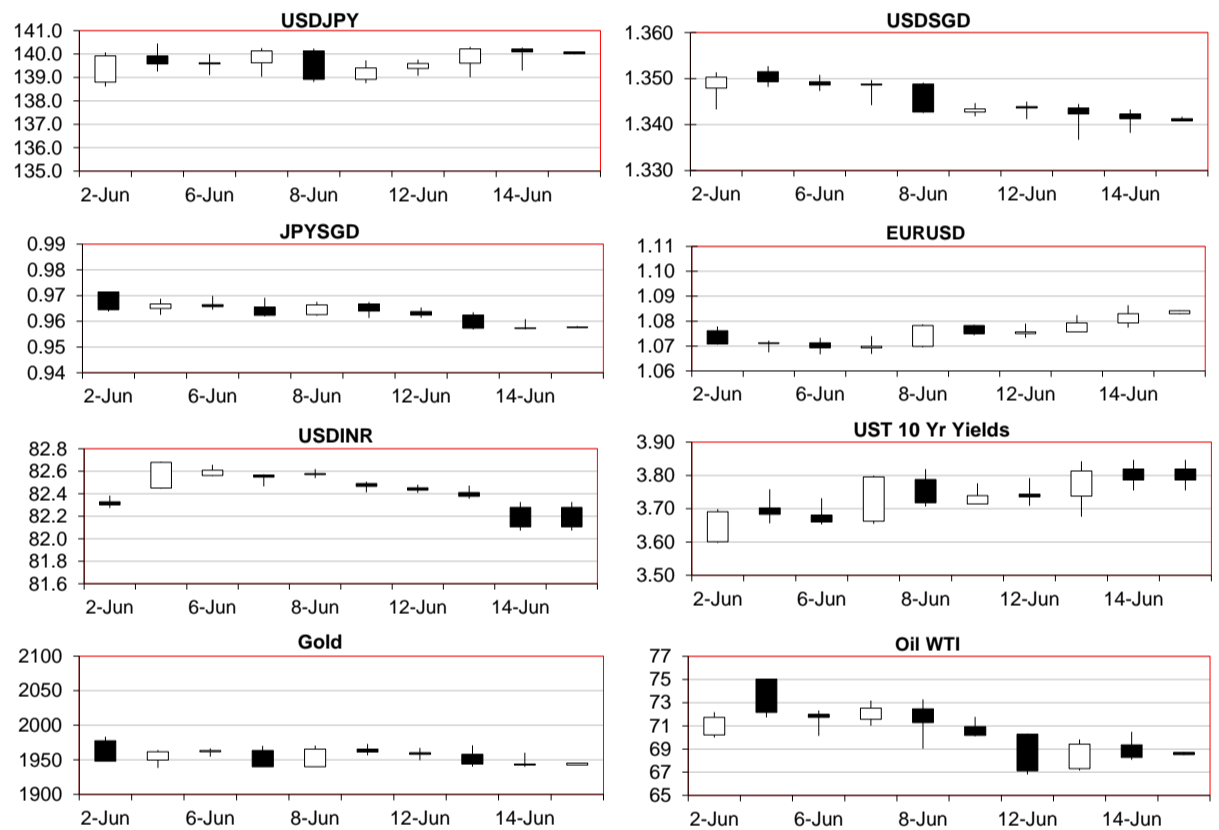 USDJPY
141.0
140.0
139.0
138.0
137.0
136.0
135.0
2-Jun 6-Jun 8-Jun 12-Jun 14-Jun
USDSGD
1.360
1.350
1.340
1.330
2-Jun 6-Jun 8-Jun 12-Jun 14-Jun
JPYSGD
0.99
0.98
0.97
0.96
0.95
0.94
2-Jun 6-Jun 8-Jun 12-Jun 14-Jun
EURUSD
1.11
1.10
1.09
1.08
1.07
1.06
2-Jun 6-Jun 8-Jun 12-Jun 14-Jun
USDINR
82.8
82.6
82.4
82.2
82.0
81.8
81.6
2-Jun 6-Jun 8-Jun 12-Jun 14-Jun
UST 10 Yr Yields
3.90
3.80
3.70
3.60
3.50
2-Jun 6-Jun 8-Jun 12-Jun 14-Jun
Gold
2100
2050
2000
1950
1900
2-Jun 6-Jun 8-Jun 12-Jun 14-Jun
Oil WTI
77
75
73
71
69
67
65
2-Jun 6-Jun 8-Jun 12-Jun 14-Jun